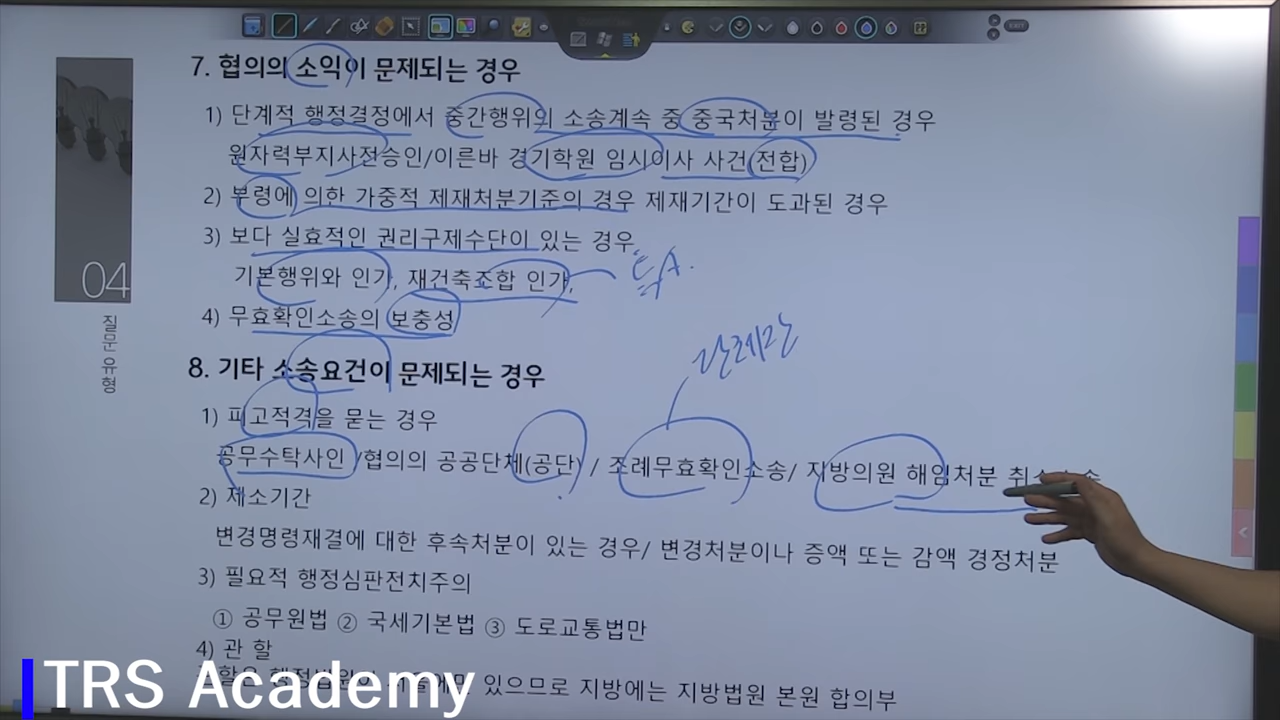 EXIT
7. 협의의 소익이 문제되는 경우
1) 단계적 행정결정에서 중간행위의 소송계속 중 중국처분이 발령된 경우
원자력부지사전승인/이른바 경기학원 임시이사 사건(전합)
2) 부령에 의한 가중적 제재처분기준의 경우 제재기간이 도과된 경우
3) 보다 실효적인 권리구제수단이 있는 경우
기본행위와 인가, 재건축조합 인가,
4) 무효확인소송의 보충성
04
질문 유형
8. 기타 소송요건이 문제되는 경우
1) 피고적격을 묻는 경우
공무수탁사인 /협의의 공공단체(공단) / 조례무효확인소송/ 지방의원 해임처분
2) 제소기간
변경명령재결에 대한 후속처분이 있는 경우/ 변경처분이나 증액 또는 감액 경정처분
3) 필요적 행정심판전치주의
① 공무원법 ② 국세기본법 ③ 도로교통법만
4) 관 할
있으므로 지방에는 지방법원 본원 합의부
TRS Academy